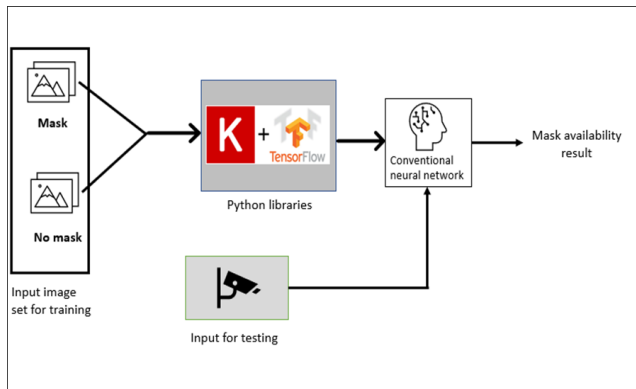 Mask
No mask
Input image
set for training
K
+
TF
TensorFlow
Python libraries
Conventional
neural network
Mask availability
result
Input for testing